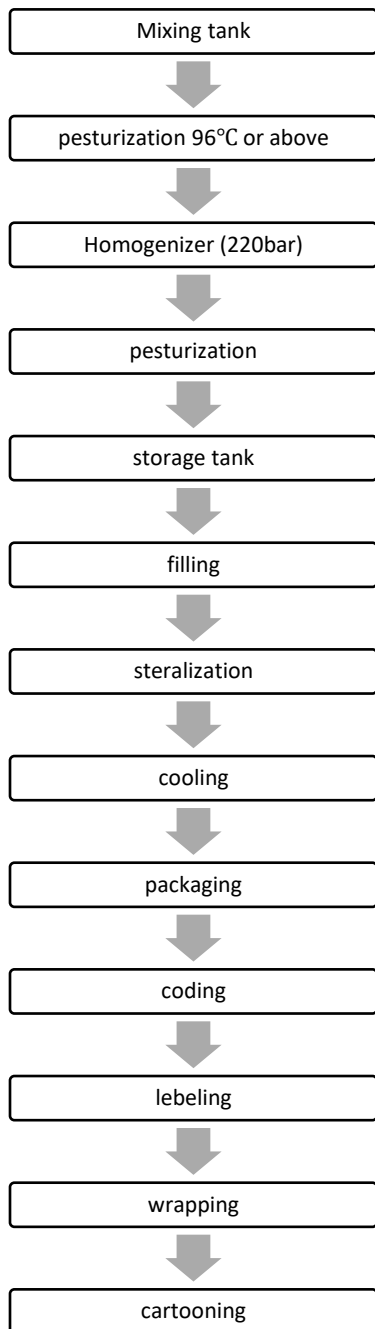 Mixing tank
pesturization 96℃ or above
Homogenizer (220bar)
pesturization
storage tank
filling
steralization
cooling
packaging
coding
lebeling
wrapping
cartooning